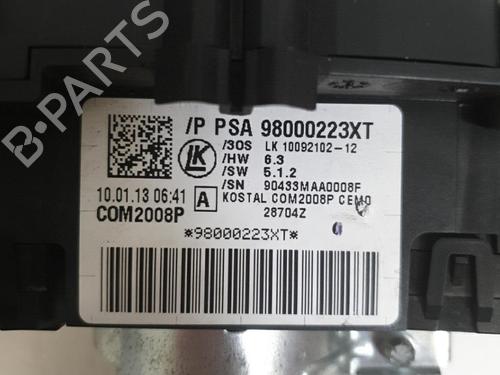 /P PSA 98000223XT
/3OS LK 10092102-12
/HW 6.3
/SW 5.1.2
/SN 90433MAA0008F
KOSTAL COM2008P CEMO
28704Z
LK
10.01.13 06:41 A
COM2008P
*98000223XT*
B-PARTS